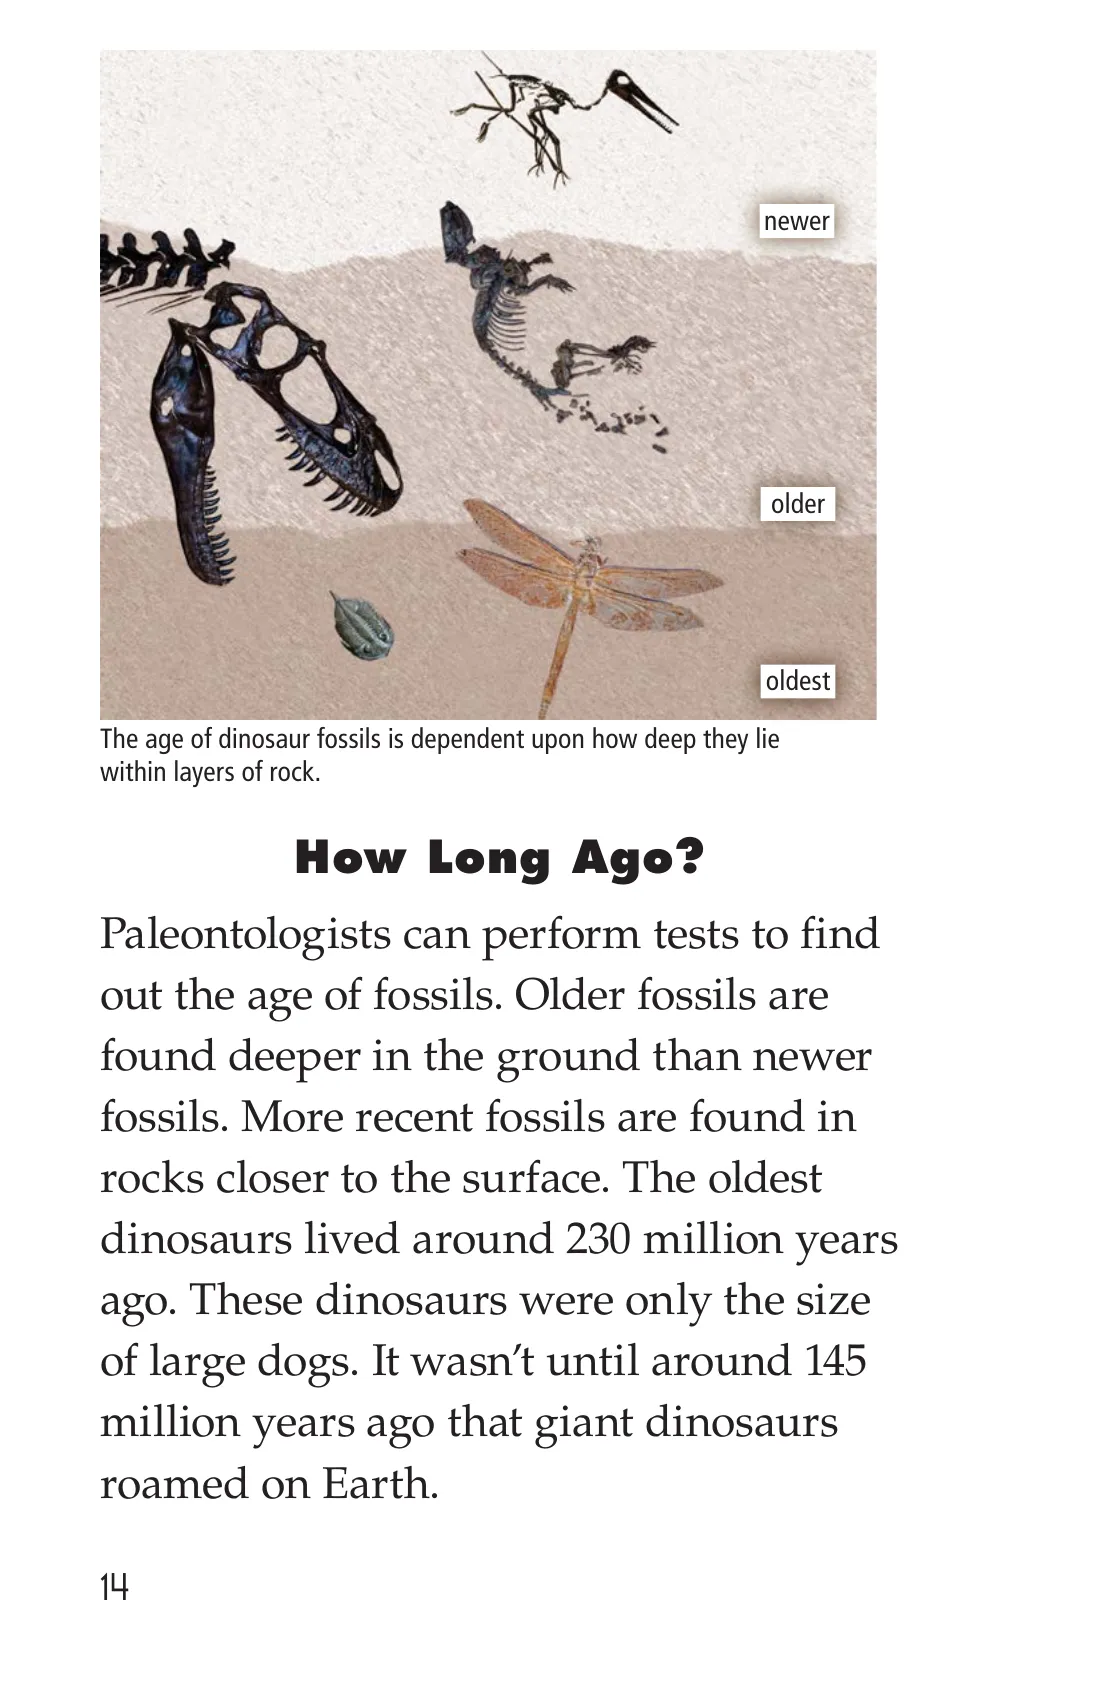 newer
older
oldest
The age of dinosaur fossils is dependent upon how deep they lie
within layers of rock.
How Long Ago?
Paleontologists can perform tests to find
out the age of fossils. Older fossils are
found deeper in the ground than newer
fossils. More recent fossils are found in
rocks closer to the surface. The oldest
dinosaurs lived around 230 million years
ago. These dinosaurs were only the size
of large dogs. It wasn’t until around 145
million years ago that giant dinosaurs
roamed on Earth.
14